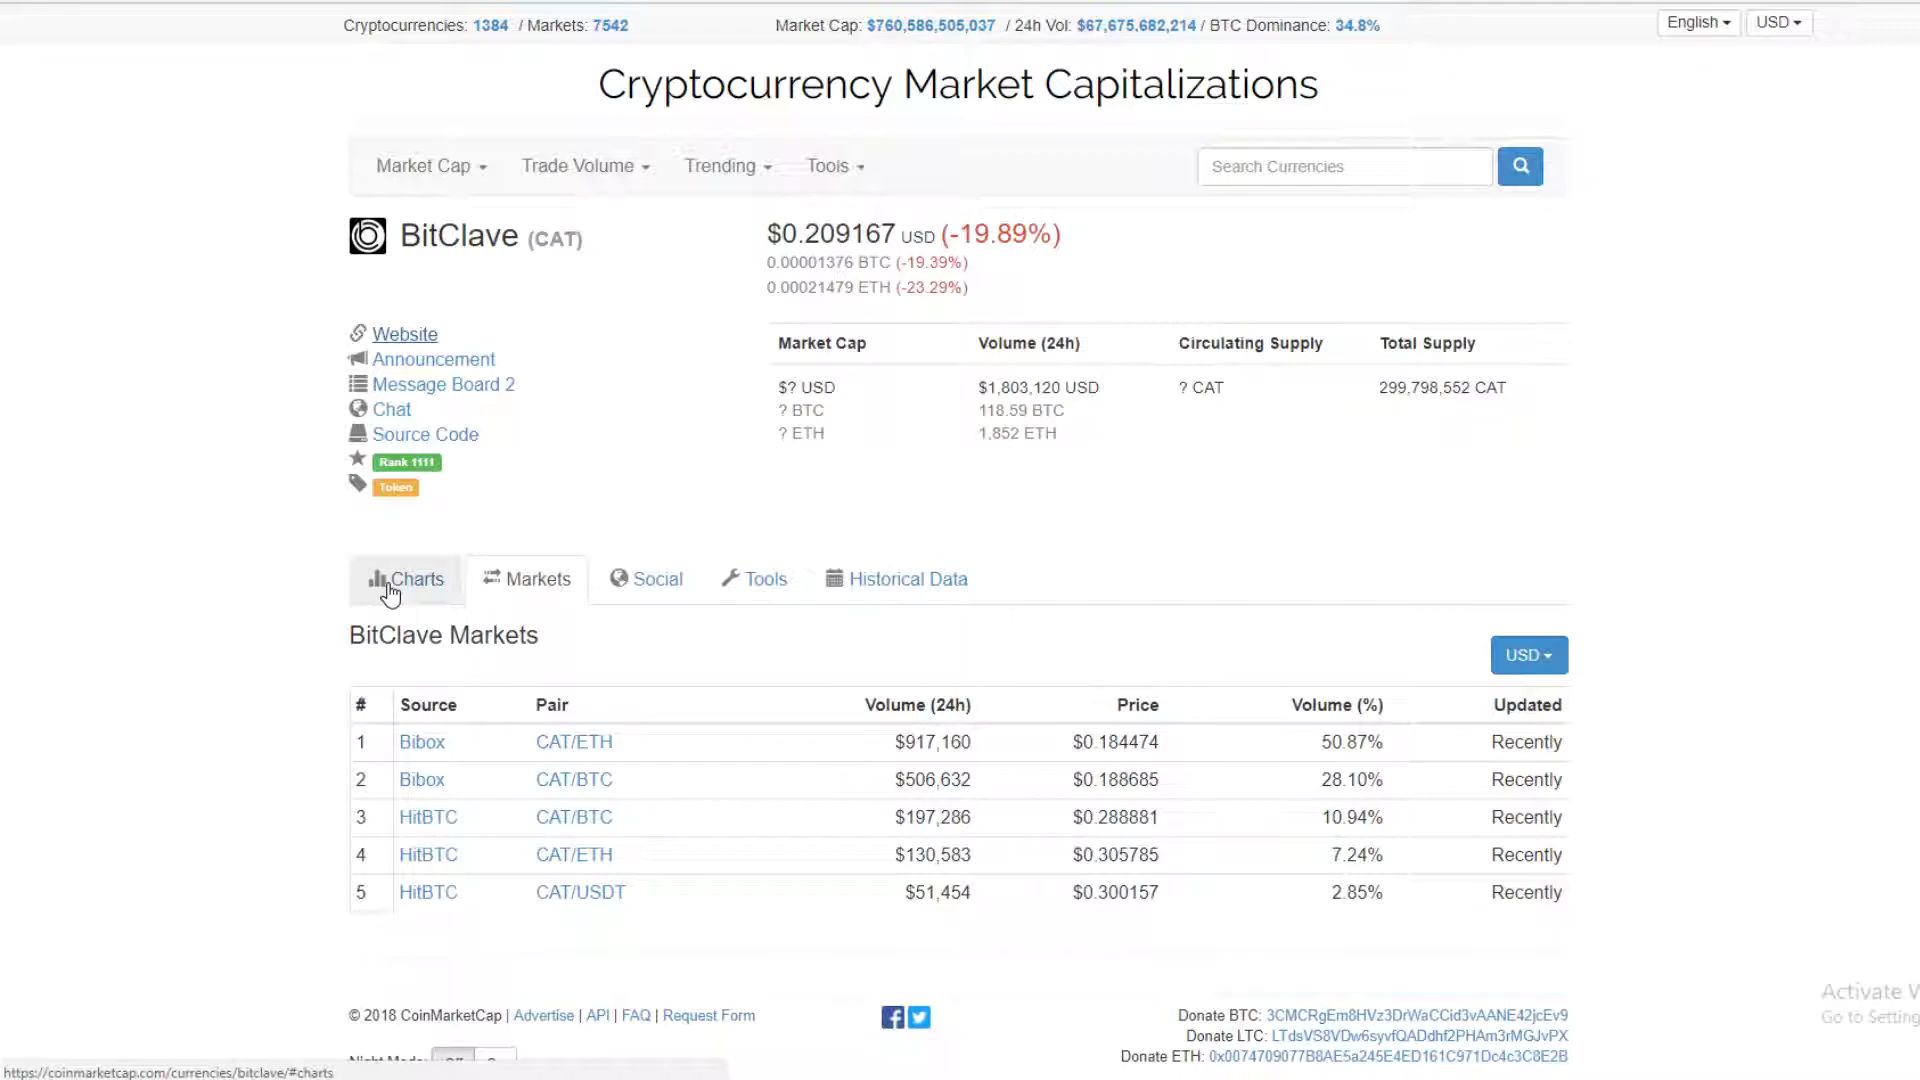 Cryptocurrencies: 1384 / Markets: 7542 Market Cap: $760,586,505,037 / 24h Vol: $67,675,682,214 / BTC Dominance: 34.8% English USD
Cryptocurrency Market Capitalizations
Market Cap Trade Volume Trending Tools Search Currencies
BitClave (CAT) $0.209167 USD (-19.89%)
0.00001376 BTC (-19.39%)
0.00021479 ETH (-23.29%)
Website
Announcement
Message Board 2
Chat
Source Code
Rank 1111
Token
Market Cap Volume (24h) Circulating Supply Total Supply
$? USD $1,803,120 USD ? CAT 299,798,552 CAT
? BTC 118.59 BTC
? ETH 1,852 ETH
Charts Markets Social Tools Historical Data
BitClave Markets
USD
# Source Pair Volume (24h) Price Volume (%) Updated
1 Bibox CAT/ETH $917,160 $0.184474 50.87% Recently
2 Bibox CAT/BTC $506,632 $0.188685 28.10% Recently
3 HitBTC CAT/BTC $197,286 $0.288881 10.94% Recently
4 HitBTC CAT/ETH $130,583 $0.305785 7.24% Recently
5 HitBTC CAT/USDT $51,454 $0.300157 2.85% Recently
© 2018 CoinMarketCap | Advertise | API | FAQ | Request Form
Donate BTC: 3CMCRgEm8HVz3DrWaCCid3vAANE42jcEv9
Donate LTC: LTdsVS8VDw6syvfQADdhf2PHAm3rMGJvPX
Donate ETH: 0x0074709077B8AE5a245E4ED161C971Dc4c3C8E2B
Night Mode:
Activate W
Go to Setting
https://coinmarketcap.com/currencies/bitclave/#charts